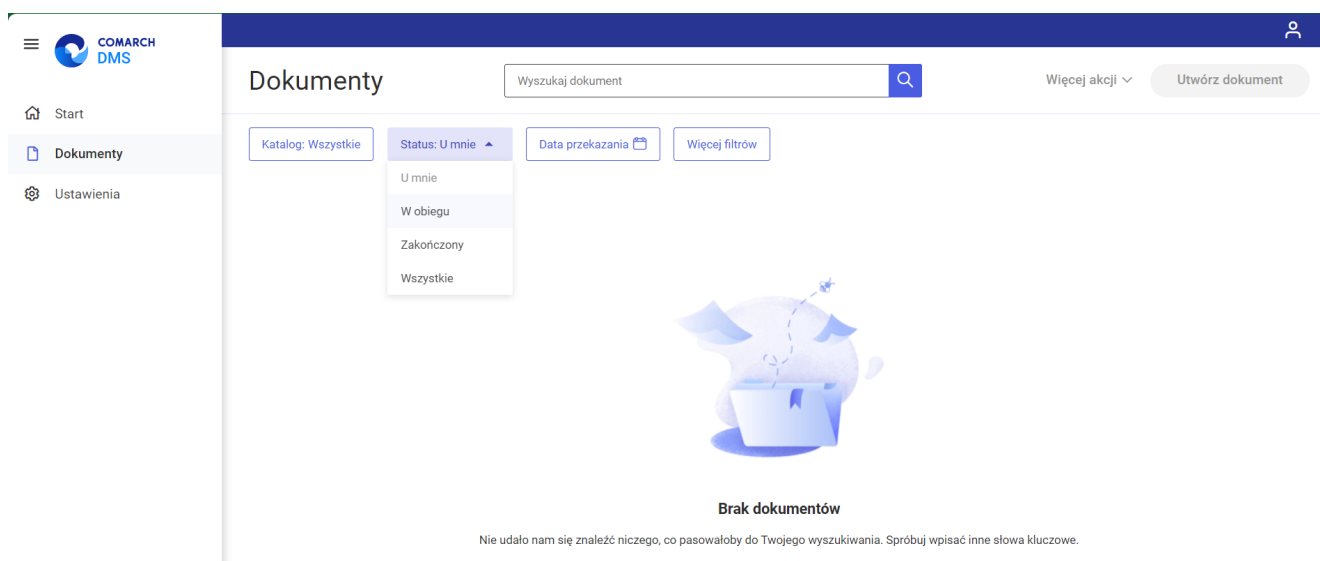 COMARCH
DMS
Start
Dokumenty
Ustawienia
Dokumenty
Wyszukaj dokument
Więcej akcji
Utwórz dokument
Katalog: Wszystkie
Status: U mnie
Data przekazania
Więcej filtrów
U mnie
W obiegu
Zakończony
Wszystkie
Brak dokumentów
Nie udało nam się znaleźć niczego, co pasowałoby do Twojego wyszukiwania. Spróbuj wpisać inne słowa kluczowe.